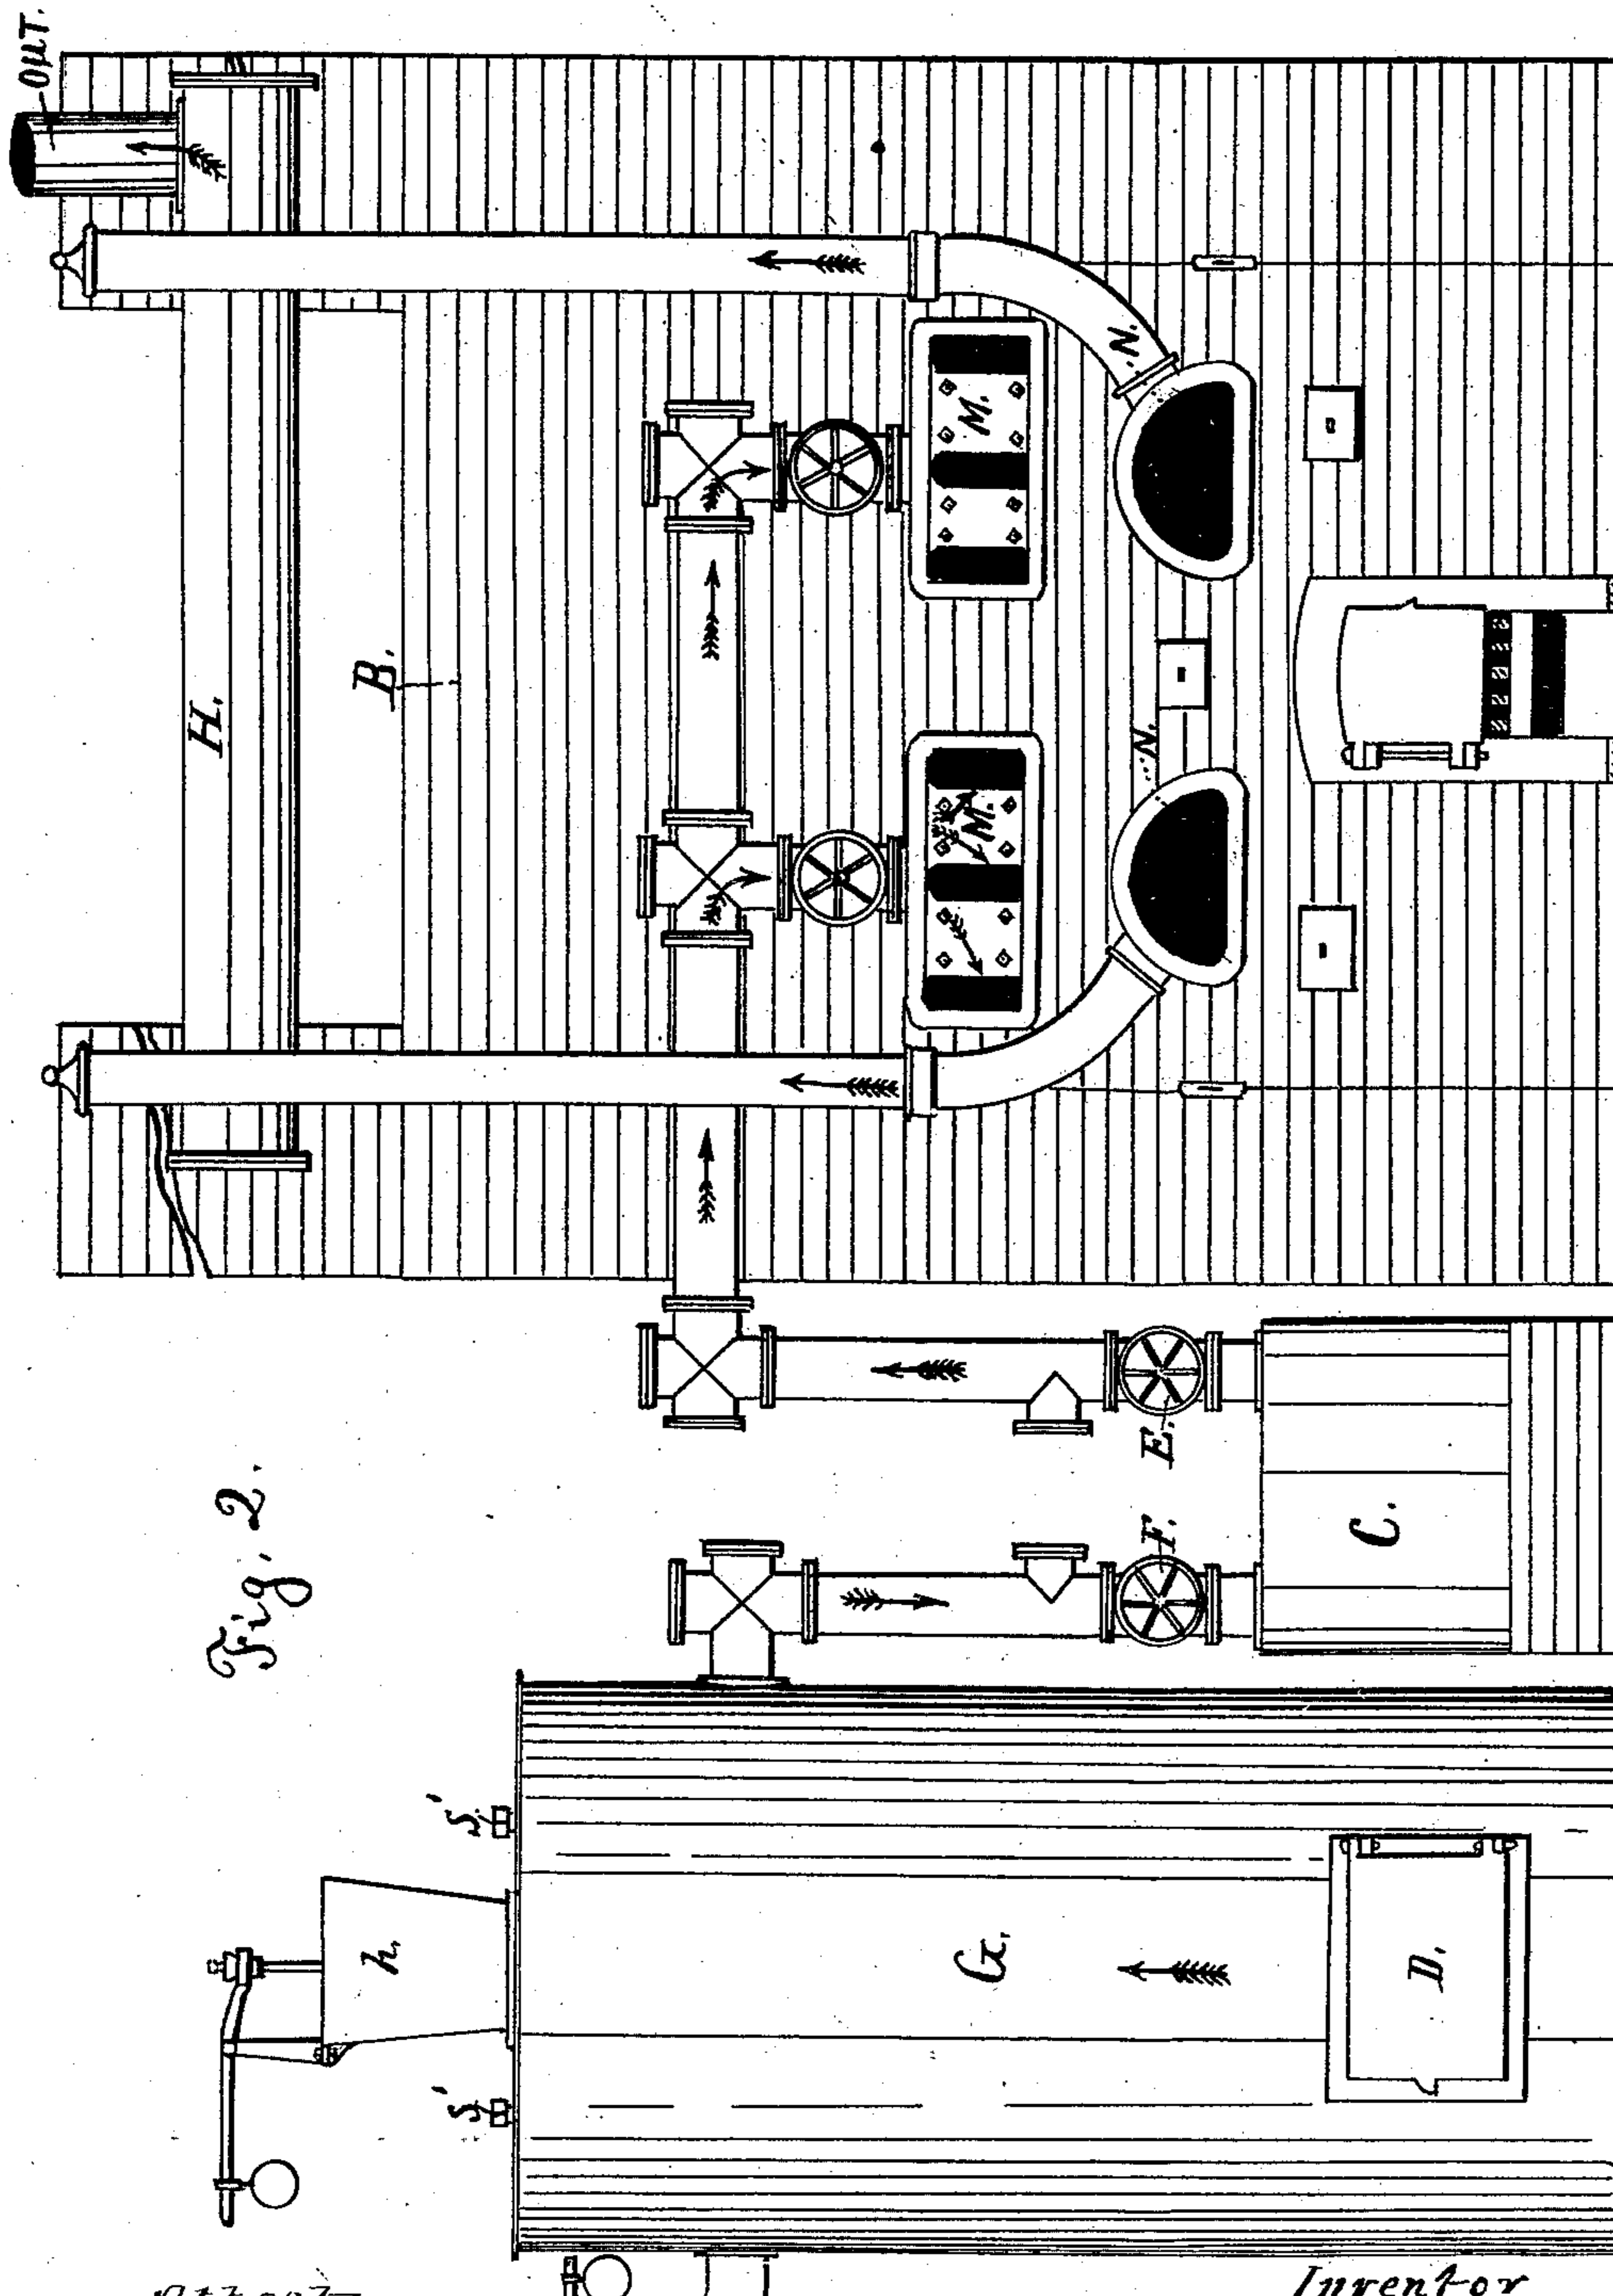 OUT.
H.
B.
M.
M.
N.
N.
Fig. 2.
E.
F.
C.
S'
S'
h.
G.
D.
Inventor